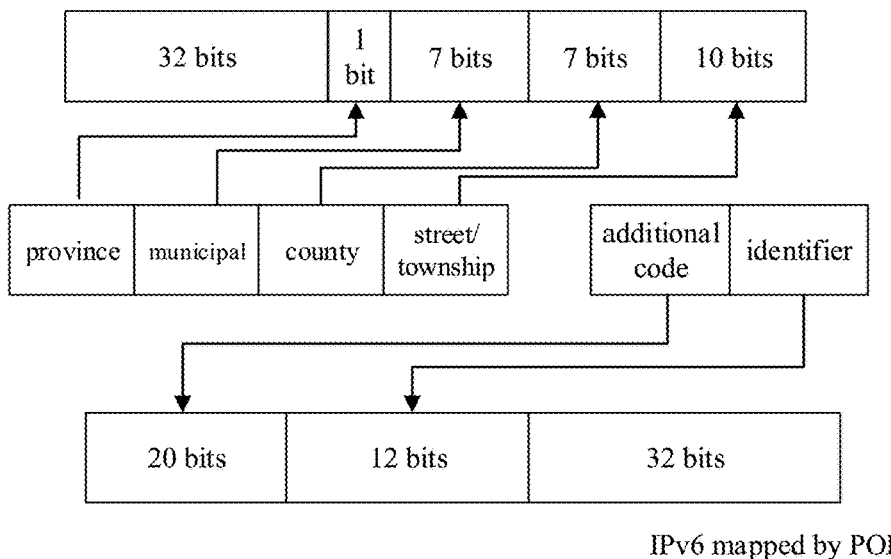 32 bits
1
bit
7 bits
7 bits
10 bits
province
municipal
county
street/
township
additional
code
identifier
20 bits
12 bits
32 bits
IPv6 mapped by POI